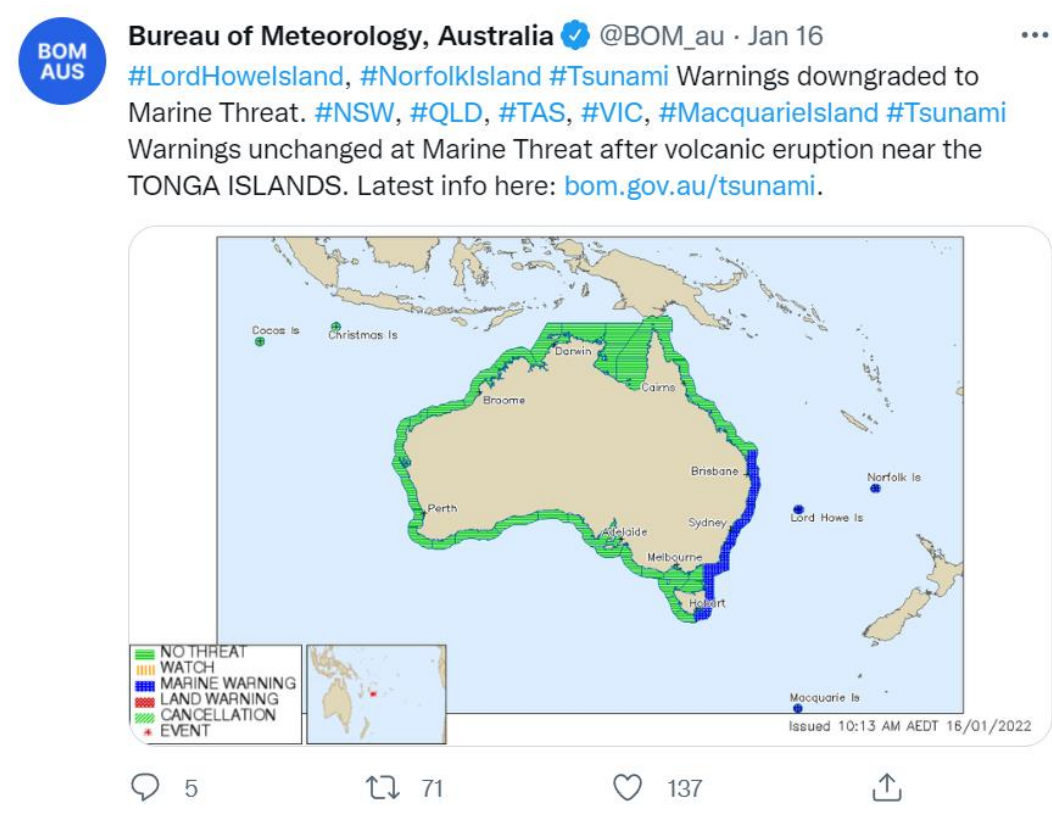 BOM
AUS
Bureau of Meteorology, Australia @BOM_au · Jan 16
#LordHoweIsland, #NorfolkIsland #Tsunami Warnings downgraded to
Marine Threat. #NSW, #QLD, #TAS, #VIC, #MacquarieIsland #Tsunami
Warnings unchanged at Marine Threat after volcanic eruption near the
TONGA ISLANDS. Latest info here: bom.gov.au/tsunami.
Cocos Is
Christmas Is
Darwin
Cairns
Broome
Brisbane
Norfolk Is
Perth
Lord Howe Is
Sydney
Adelaide
Melbourne
Hobart
NO THREAT
WATCH
MARINE WARNING
LAND WARNING
CANCELLATION
EVENT
Macquarie Is
Issued 10:13 AM AEDT 16/01/2022
5 71 137